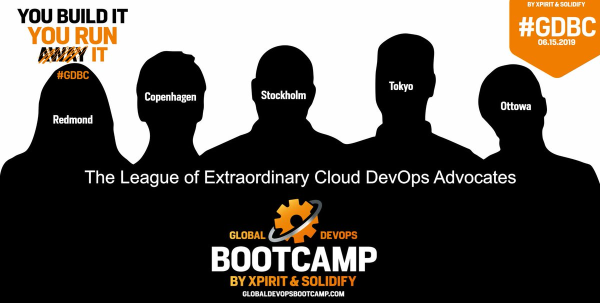 YOU BUILD IT
YOU RUN
AWAY IT
#GDBC
BY XPIRIT & SOLIDIFY
#GDBC
06.15.2019
Redmond
Copenhagen
Stockholm
Tokyo
Ottowa
The League of Extraordinary Cloud DevOps Advocates
GLOBAL DEVOPS
BOOTCAMP
BY XPIRIT & SOLIDIFY
GLOBALDEVOPSBOOTCAMP.COM